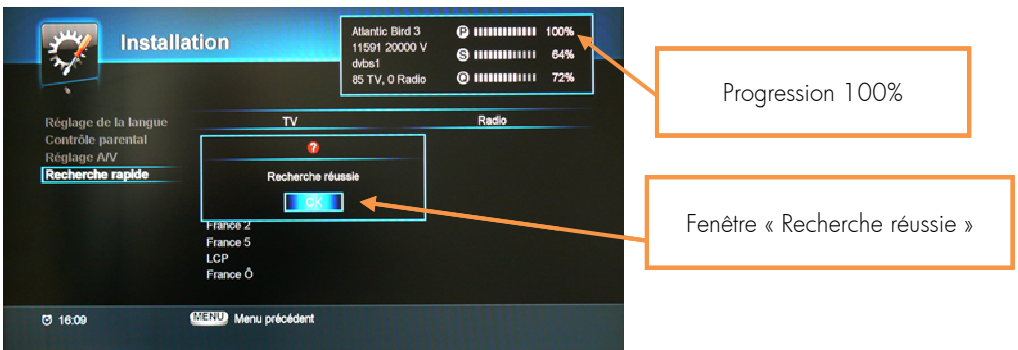 Installation
Atlantic Bird 3
11591 20000 V
dvbs1
85 TV, 0 Radio
P 100%
S 64%
Q 72%
Progression 100%
Réglage de la langue
Contrôle parental
Réglage A/V
Recherche rapide
TV
Radio
?
Recherche réussie
OK
France 2
France 5
LCP
France Ô
Fenêtre « Recherche réussie »
16:09
MENU Menu précédent